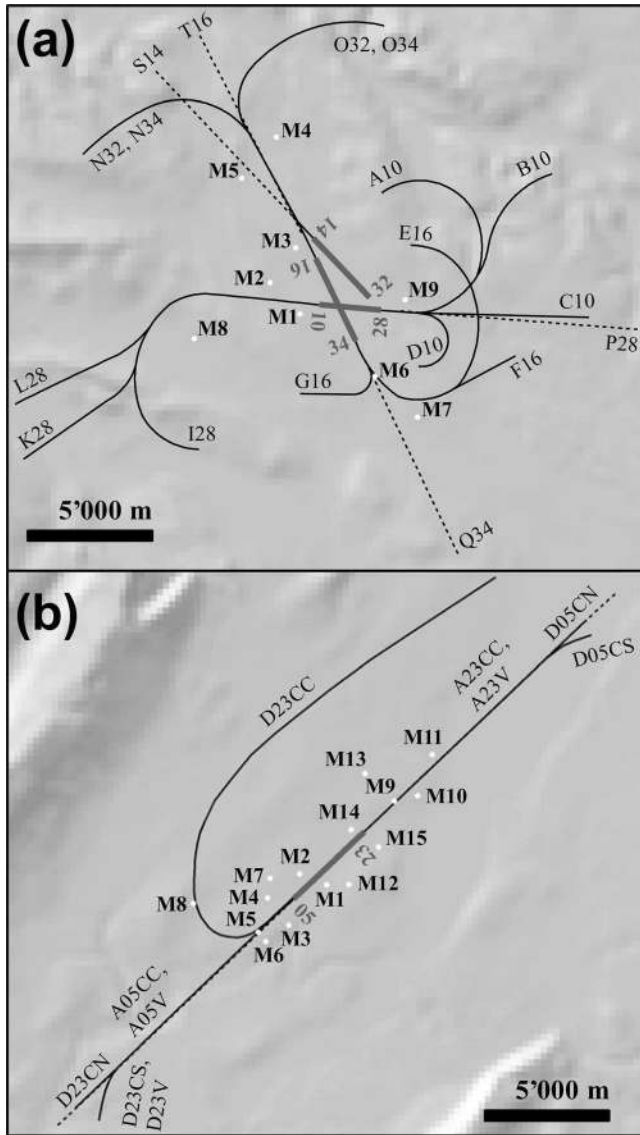 (a)
T16
S14
O32, O34
N32, N34
M4
M5
A10
B10
E16
M3
14
16
M2
32
M9
M1
10
28
C10
P28
M8
34
D10
F16
L28
G16
M6
M7
K28
I28
5'000 m
Q34
(b)
D05CN
D05CS
A23CC,
A23V
D23CC
M11
M13
M9
M10
M14
23
M15
M7
M2
M4
M1
M12
M8
M5
05
M3
M6
A05CC,
A05V
D23CN
D23CS,
D23V
5'000 m